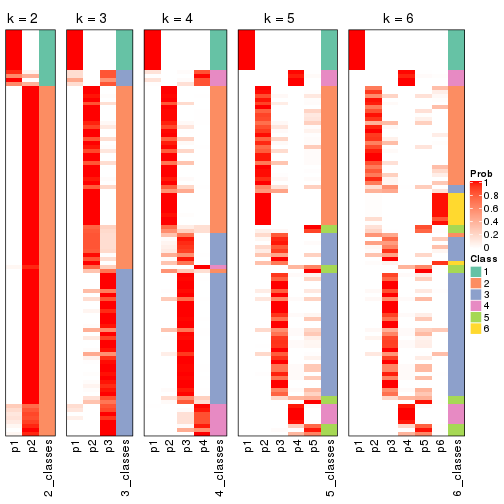 k = 2
k = 3
k = 4
k = 5
k = 6
Prob
1
0.8
0.6
0.4
0.2
0
Class
1
2
3
4
5
6
p1
p2
2_classes
p1
p2
p3
3_classes
p1
p2
p3
p4
4_classes
p1
p2
p3
p4
p5
5_classes
p1
p2
p3
p4
p5
p6
6_classes